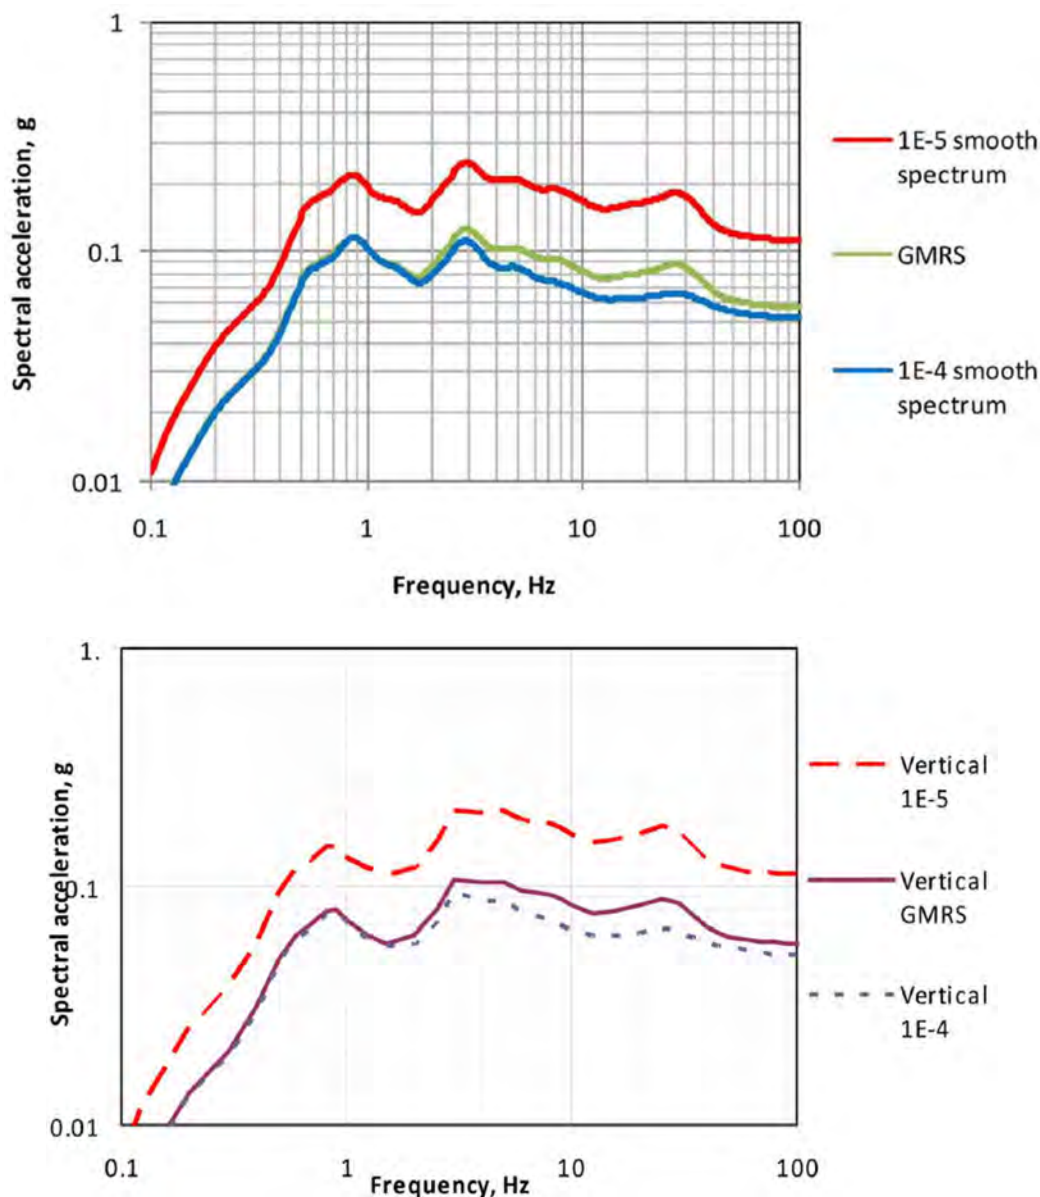 1
0.1
0.01
Spectral acceleration, g
0.1
1
10
100
Frequency, Hz
1E-5 smooth
spectrum
GMRS
1E-4 smooth
spectrum
1.
0.1
0.01
Spectral acceleration, g
0.1
1
10
100
Frequency, Hz
Vertical
1E-5
Vertical
GMRS
Vertical
1E-4